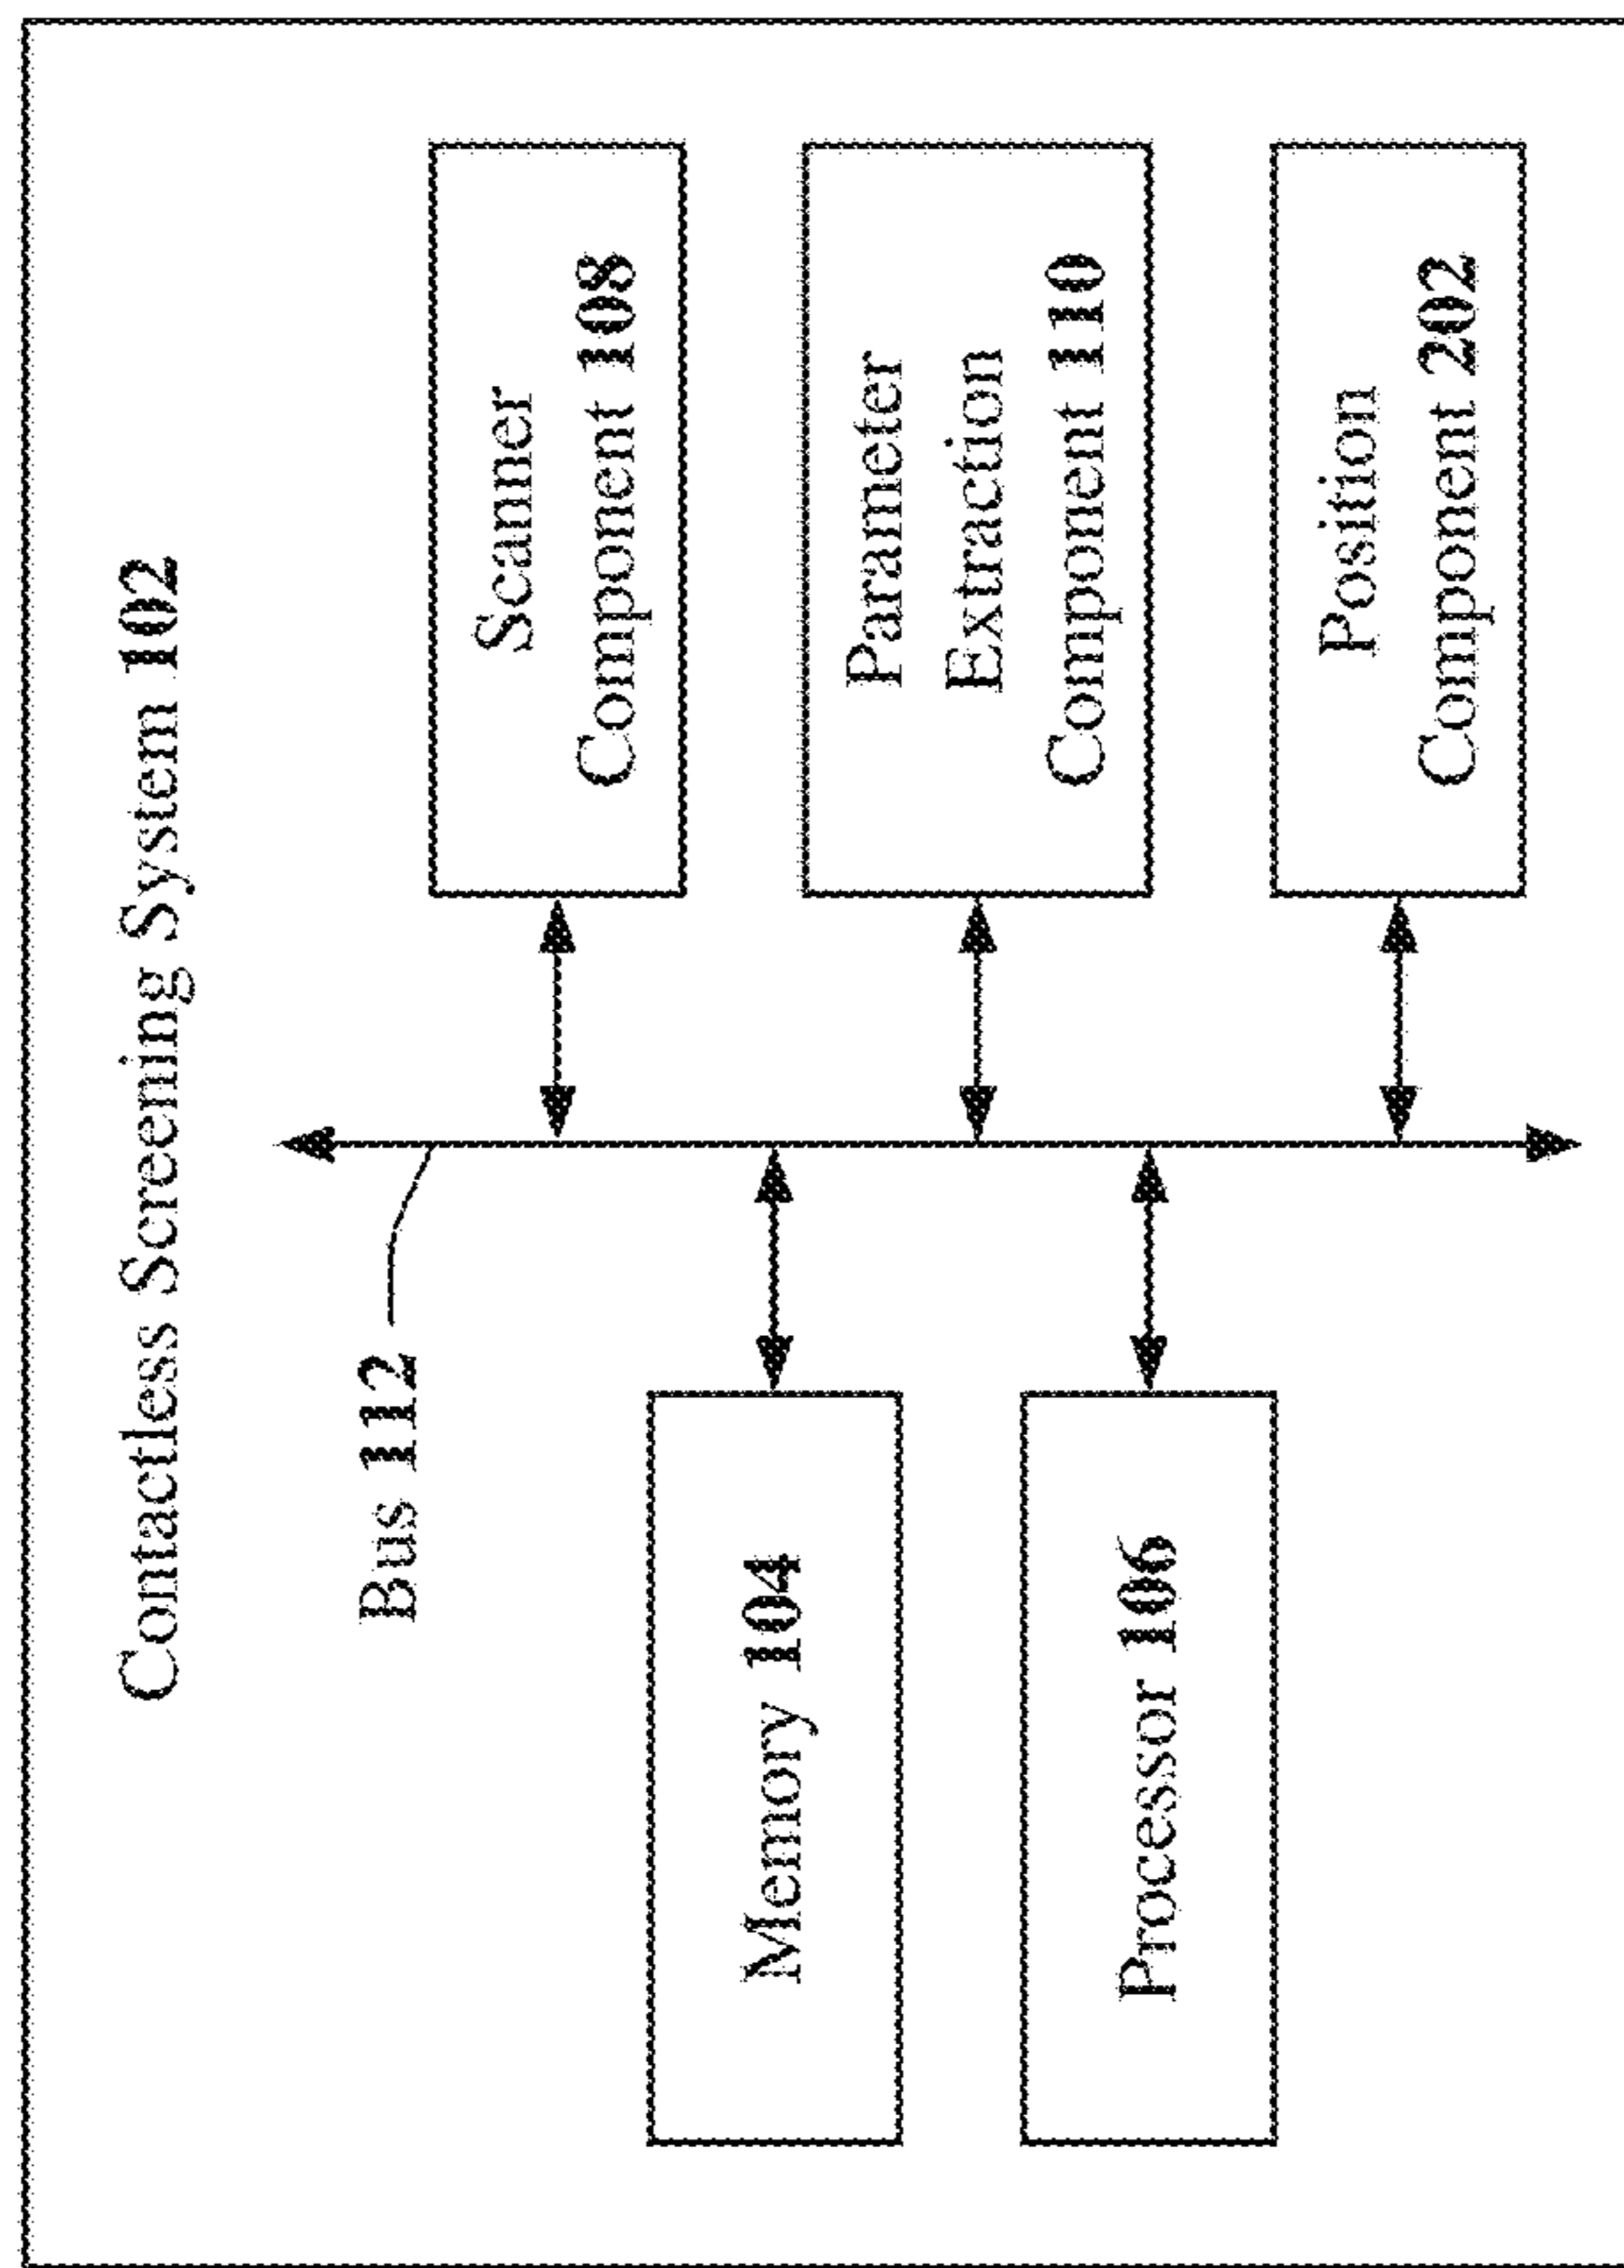 Contactless Screening System 102
Bus 112
Memory 104
Processor 106
Scanner
Component 108
Parameter
Extraction
Component 110
Position
Component 202